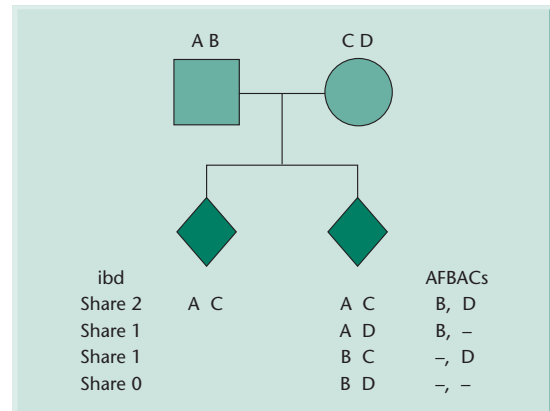 A B C D
ibd AFBACs
Share 2 A C A C B, D
Share 1 A D B, –
Share 1 B C –, D
Share 0 B D –, –